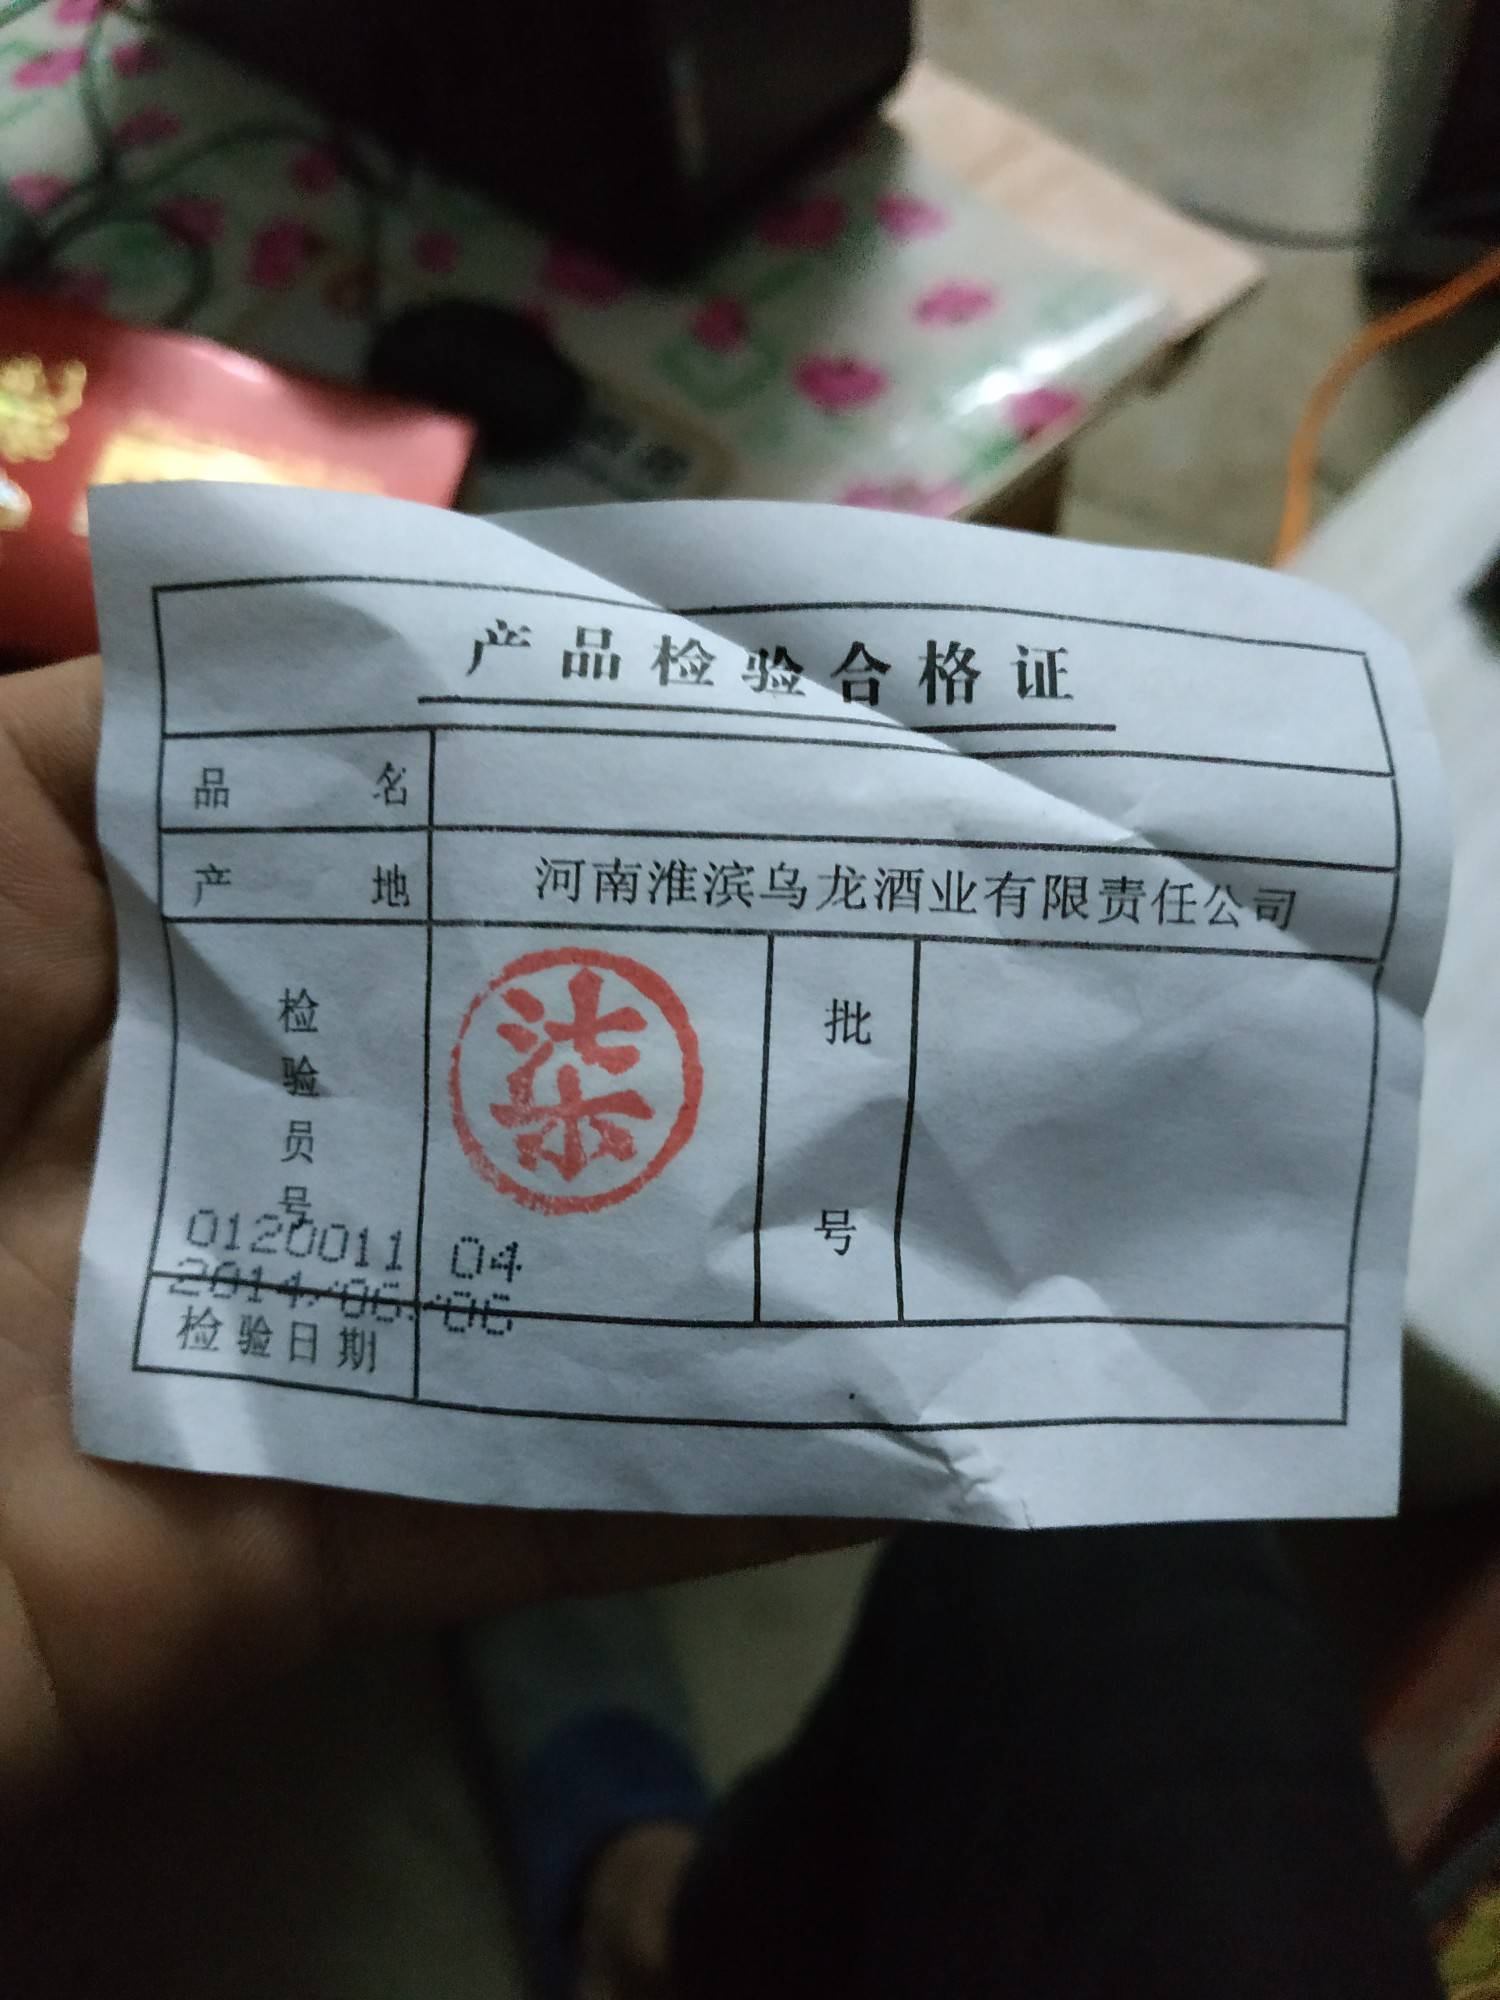 产品检验合格证
品名
产地 河南淮滨乌龙酒业有限责任公司
检验员号 柒 批号
0120011 04
2014/06/06
检验日期